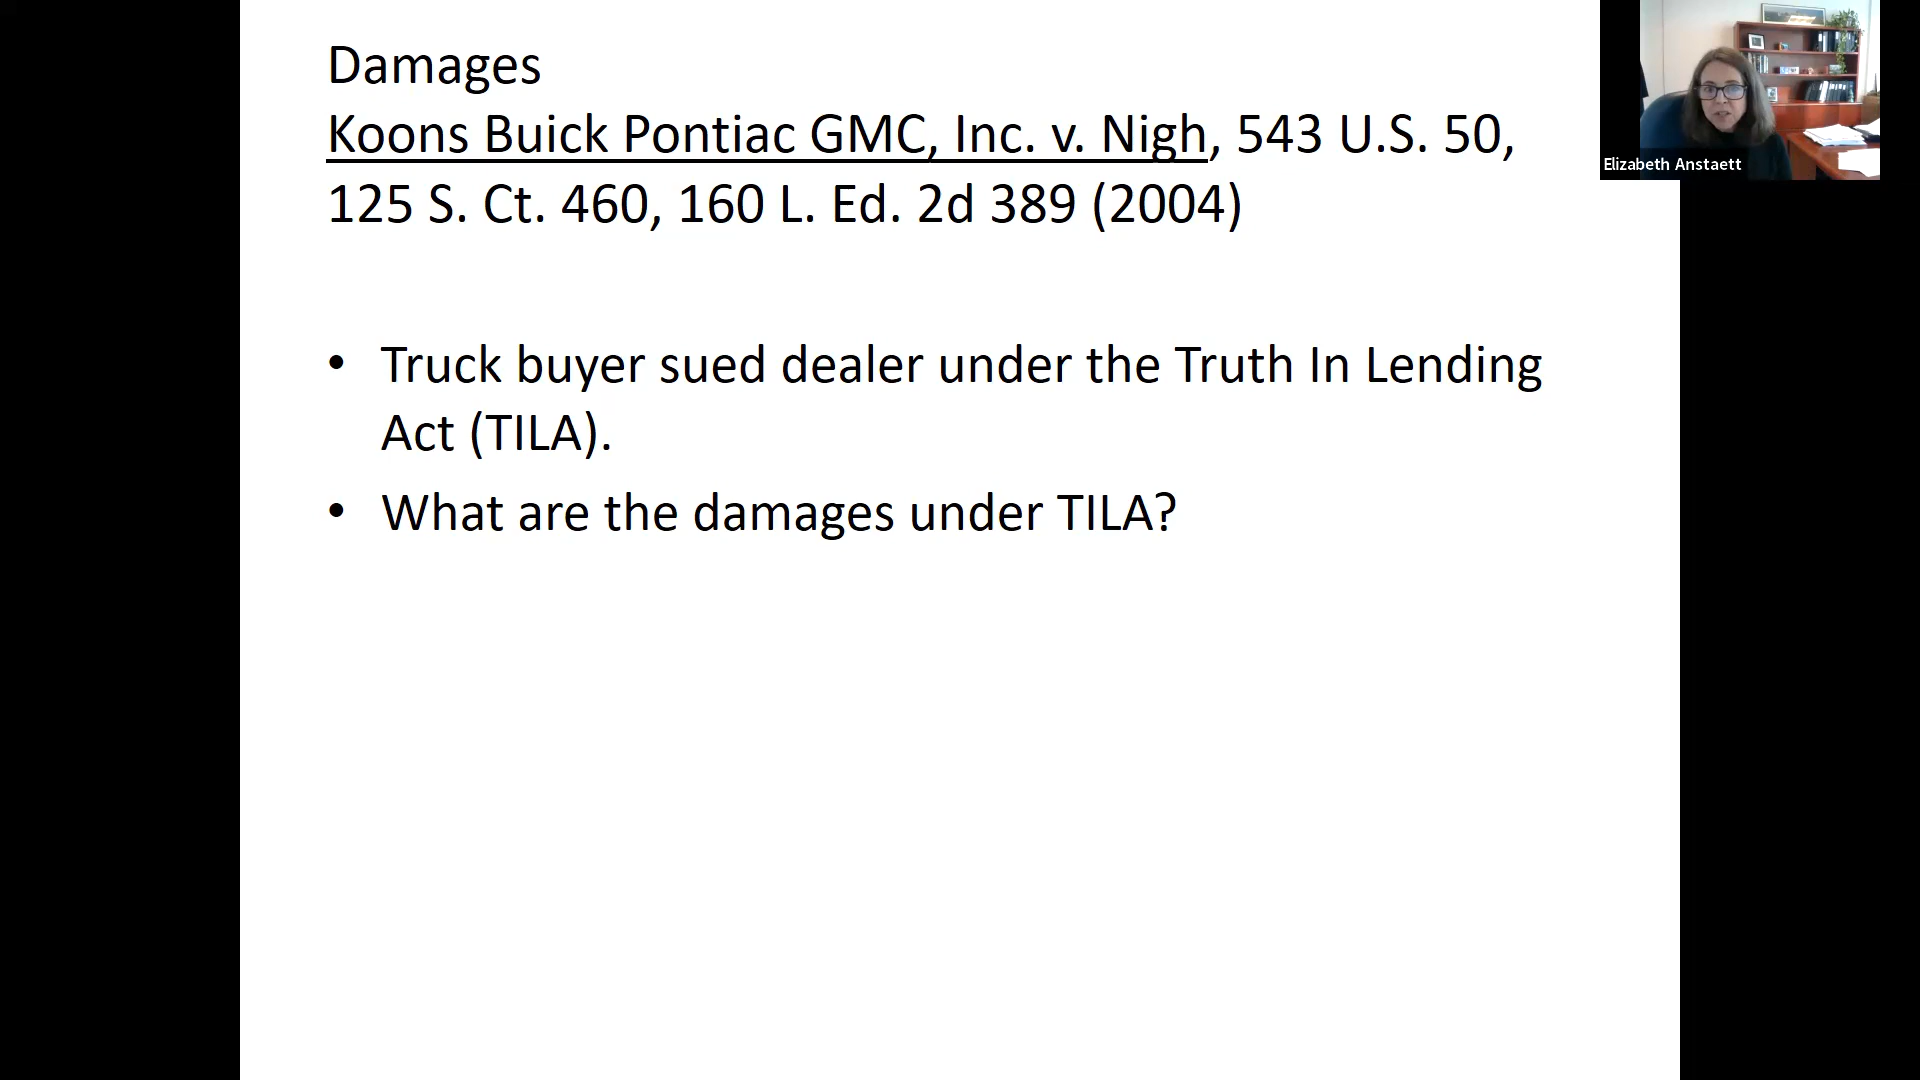 Damages
Koons Buick Pontiac GMC, Inc. v. Nigh, 543 U.S. 50,
125 S. Ct. 460, 160 L. Ed. 2d 389 (2004)
• Truck buyer sued dealer under the Truth In Lending
Act (TILA).
• What are the damages under TILA?
Elizabeth Anstaett